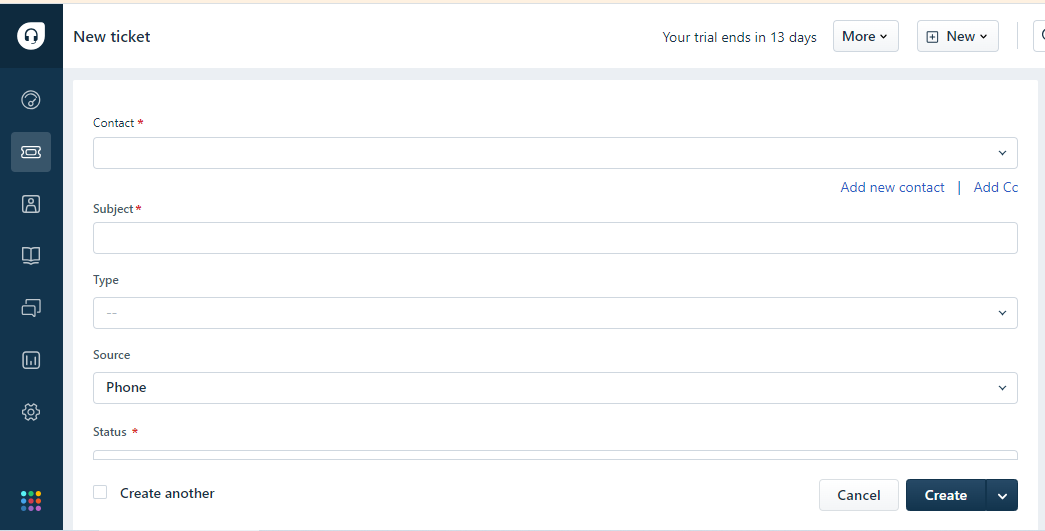 New ticket
Your trial ends in 13 days
More
New
Contact *
Add new contact | Add Cc
Subject *
Type
--
Source
Phone
Status *
Create another
Cancel
Create